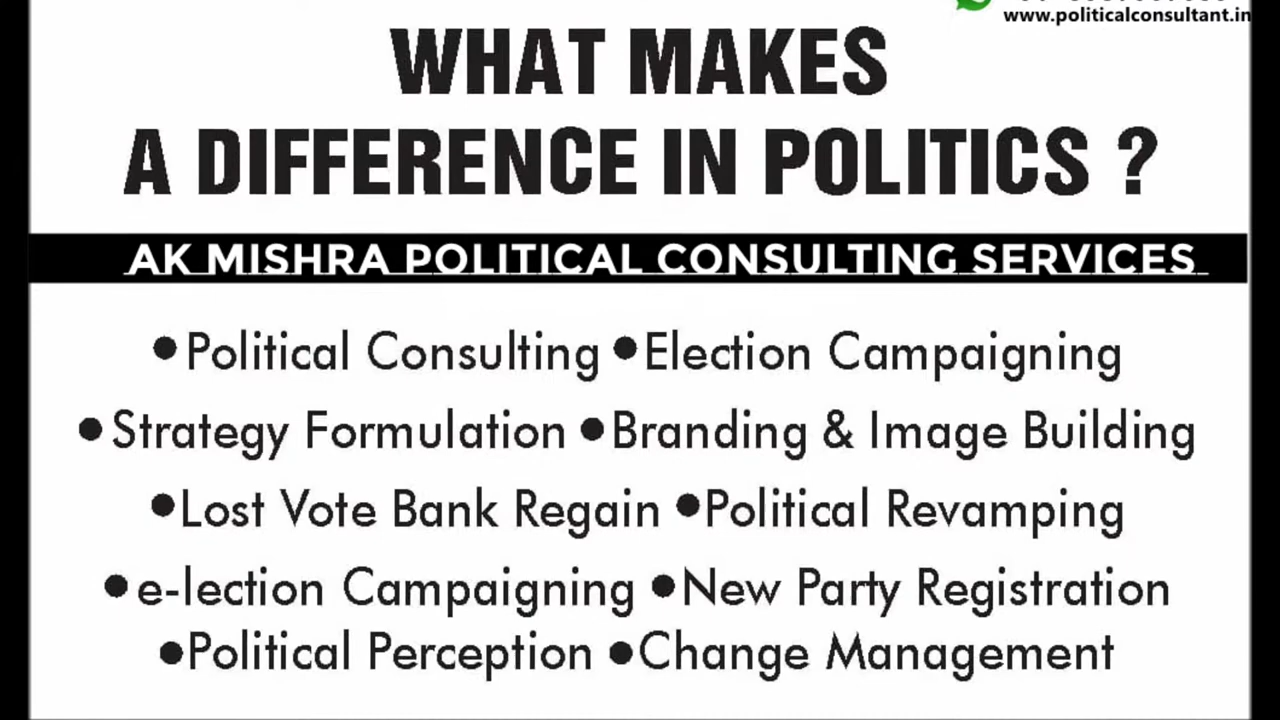 www.politicalconsultant.in
WHAT MAKES
A DIFFERENCE IN POLITICS ?
AK MISHRA POLITICAL CONSULTING SERVICES
•Political Consulting •Election Campaigning
•Strategy Formulation •Branding & Image Building
•Lost Vote Bank Regain •Political Revamping
•e-lection Campaigning •New Party Registration
•Political Perception •Change Management